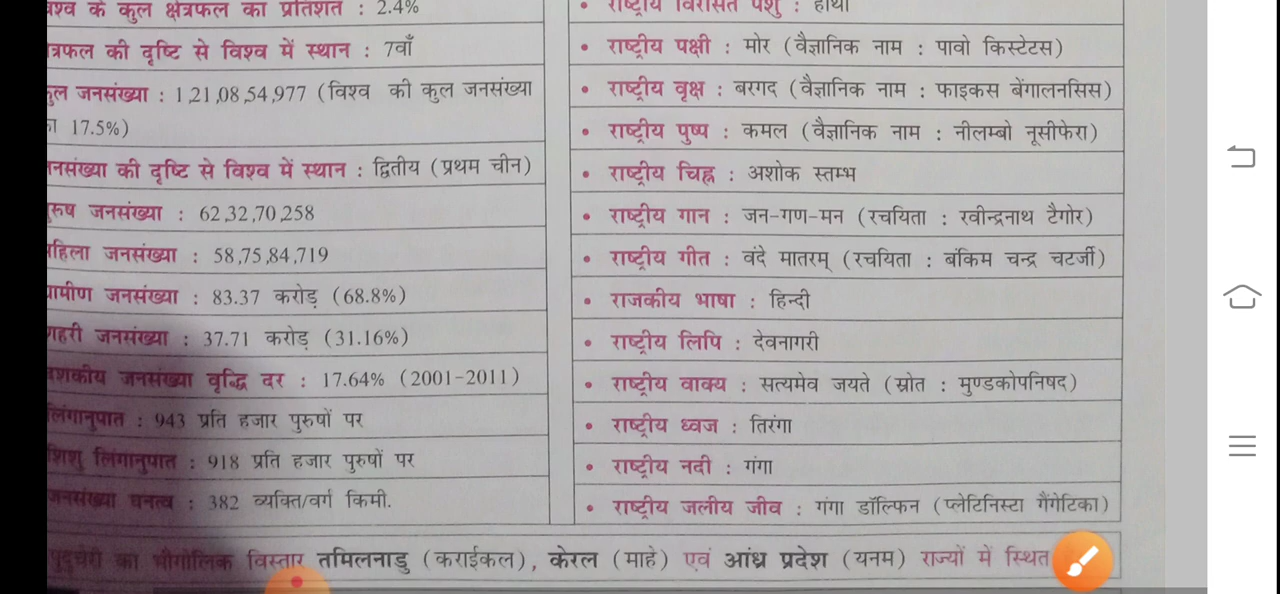 के कुल क्षेत्रफल का प्रतिशत : 2.4%
की दृष्टि से विश्व में स्थान : 7वाँ
जनसंख्या : 1,21,08,54,977 (विश्व की कुल जनसंख्या
17.5%)
की दृष्टि से विश्व में स्थान : द्वितीय (प्रथम चीन)
जनसंख्या : 62,32,70,258
जनसंख्या : 58,75,84,719
जनसंख्या : 83.37 करोड़ (68.8%)
जनसंख्या : 37.71 करोड़ (31.16%)
जनसंख्या वृद्धि दर : 17.64% (2001-2011)
लिंगानुपात : 943 प्रति हजार पुरुषों पर
शिशु लिंगानुपात : 918 प्रति हजार पुरुषों पर
जनसंख्या घनत्व : 382 व्यक्ति/वर्ग किमी.
• राष्ट्रीय विरासत पशु : हाथी
• राष्ट्रीय पक्षी : मोर (वैज्ञानिक नाम : पावो क्रिस्टेटस)
• राष्ट्रीय वृक्ष : बरगद (वैज्ञानिक नाम : फाइकस बेंगालनसिस)
• राष्ट्रीय पुष्प : कमल (वैज्ञानिक नाम : नीलम्बो नूसीफेरा)
• राष्ट्रीय चिह्न : अशोक स्तम्भ
• राष्ट्रीय गान : जन-गण-मन (रचयिता : रवीन्द्रनाथ टैगोर)
• राष्ट्रीय गीत : वंदे मातरम् (रचयिता : बंकिम चन्द्र चटर्जी)
• राजकीय भाषा : हिन्दी
• राष्ट्रीय लिपि : देवनागरी
• राष्ट्रीय वाक्य : सत्यमेव जयते (स्रोत : मुण्डकोपनिषद)
• राष्ट्रीय ध्वज : तिरंगा
• राष्ट्रीय नदी : गंगा
• राष्ट्रीय जलीय जीव : गंगा डॉल्फिन (प्लेटिनिस्टा गैंगेटिका)
पुदुचेरी का भौगोलिक विस्तार तमिलनाडु (कराईकल), केरल (माहे) एवं आंध्र प्रदेश (यनम) राज्यों में स्थित